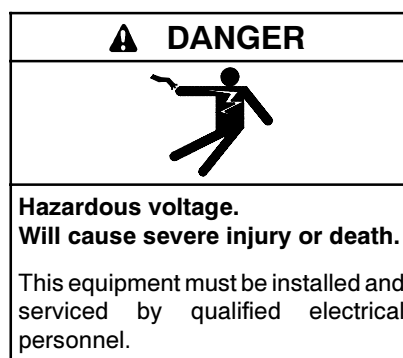 DANGER
Hazardous voltage.
Will cause severe injury or death.
This equipment must be installed and
serviced by qualified electrical
personnel.